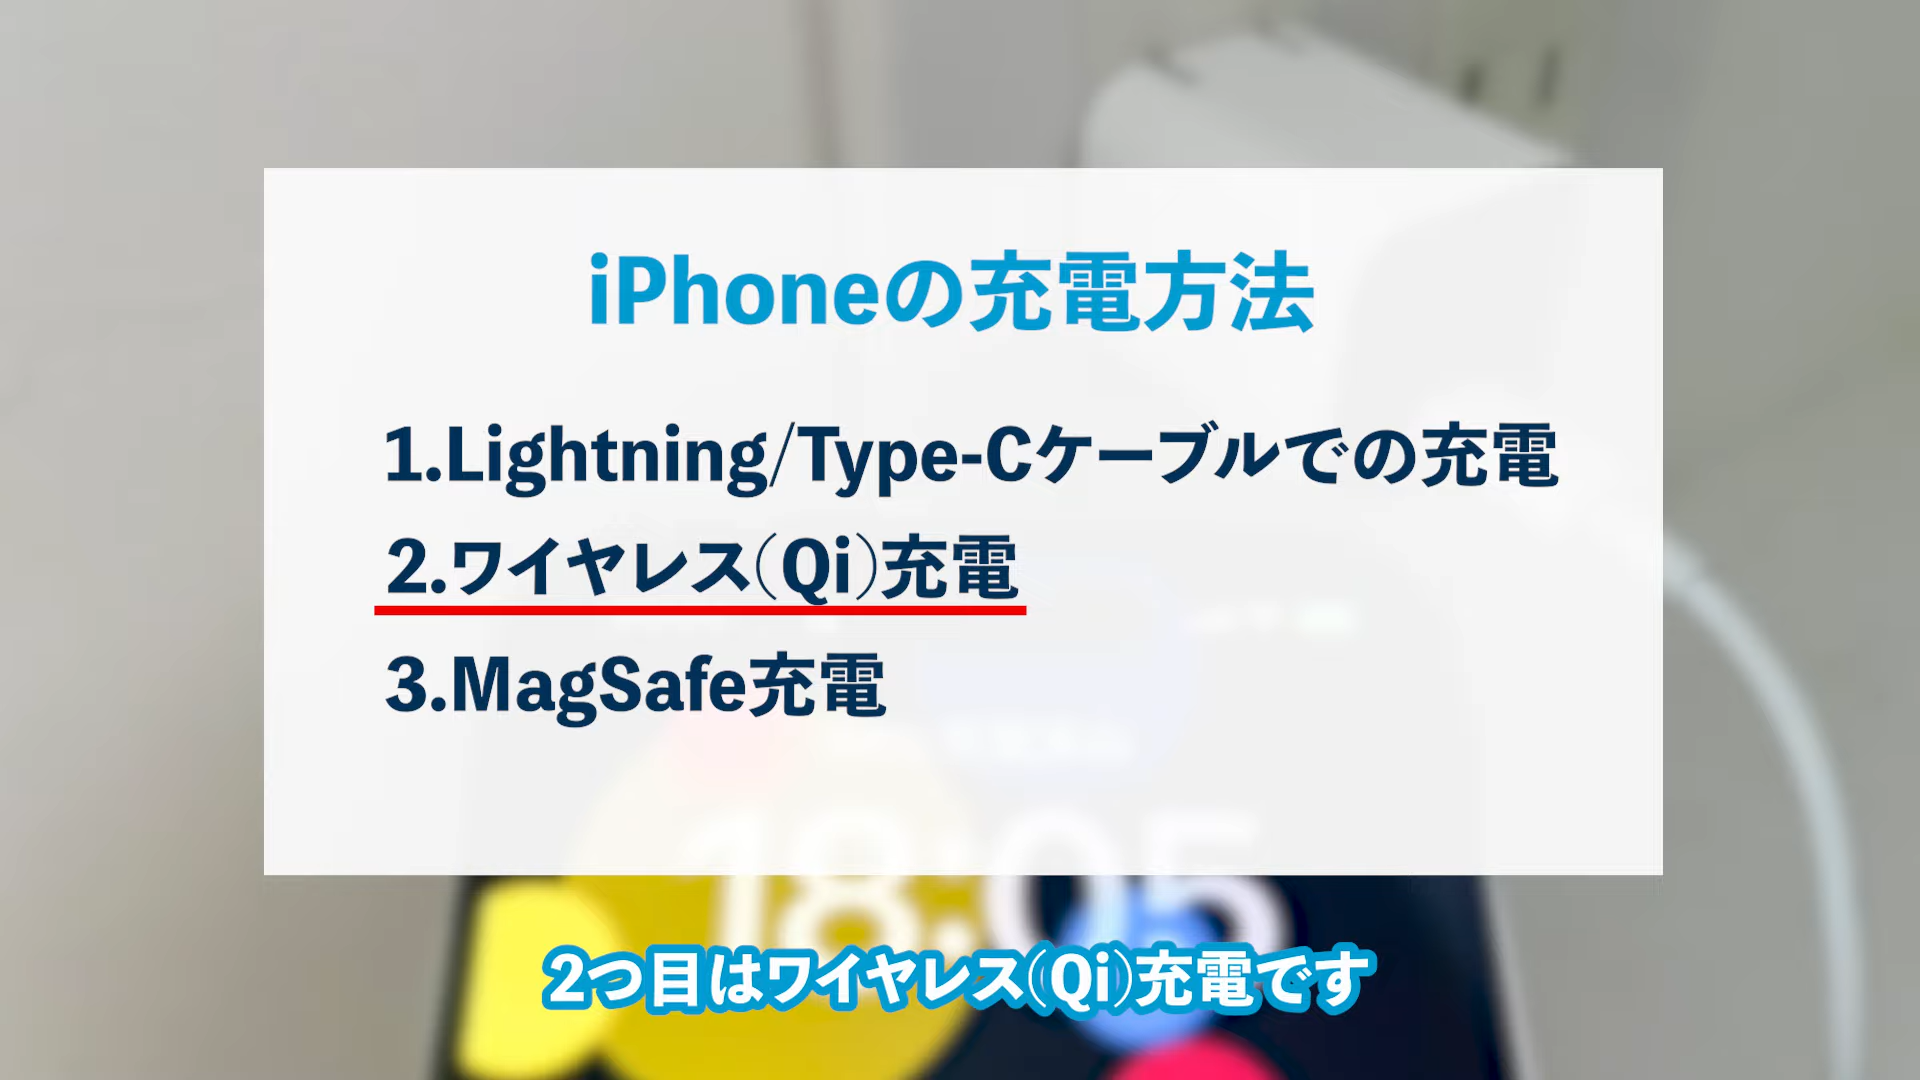 iPhoneの充電方法
1.Lightning/Type-Cケーブルでの充電
2.ワイヤレス(Qi)充電
3.MagSafe充電
18:05
2つ目はワイヤレス(Qi)充電です